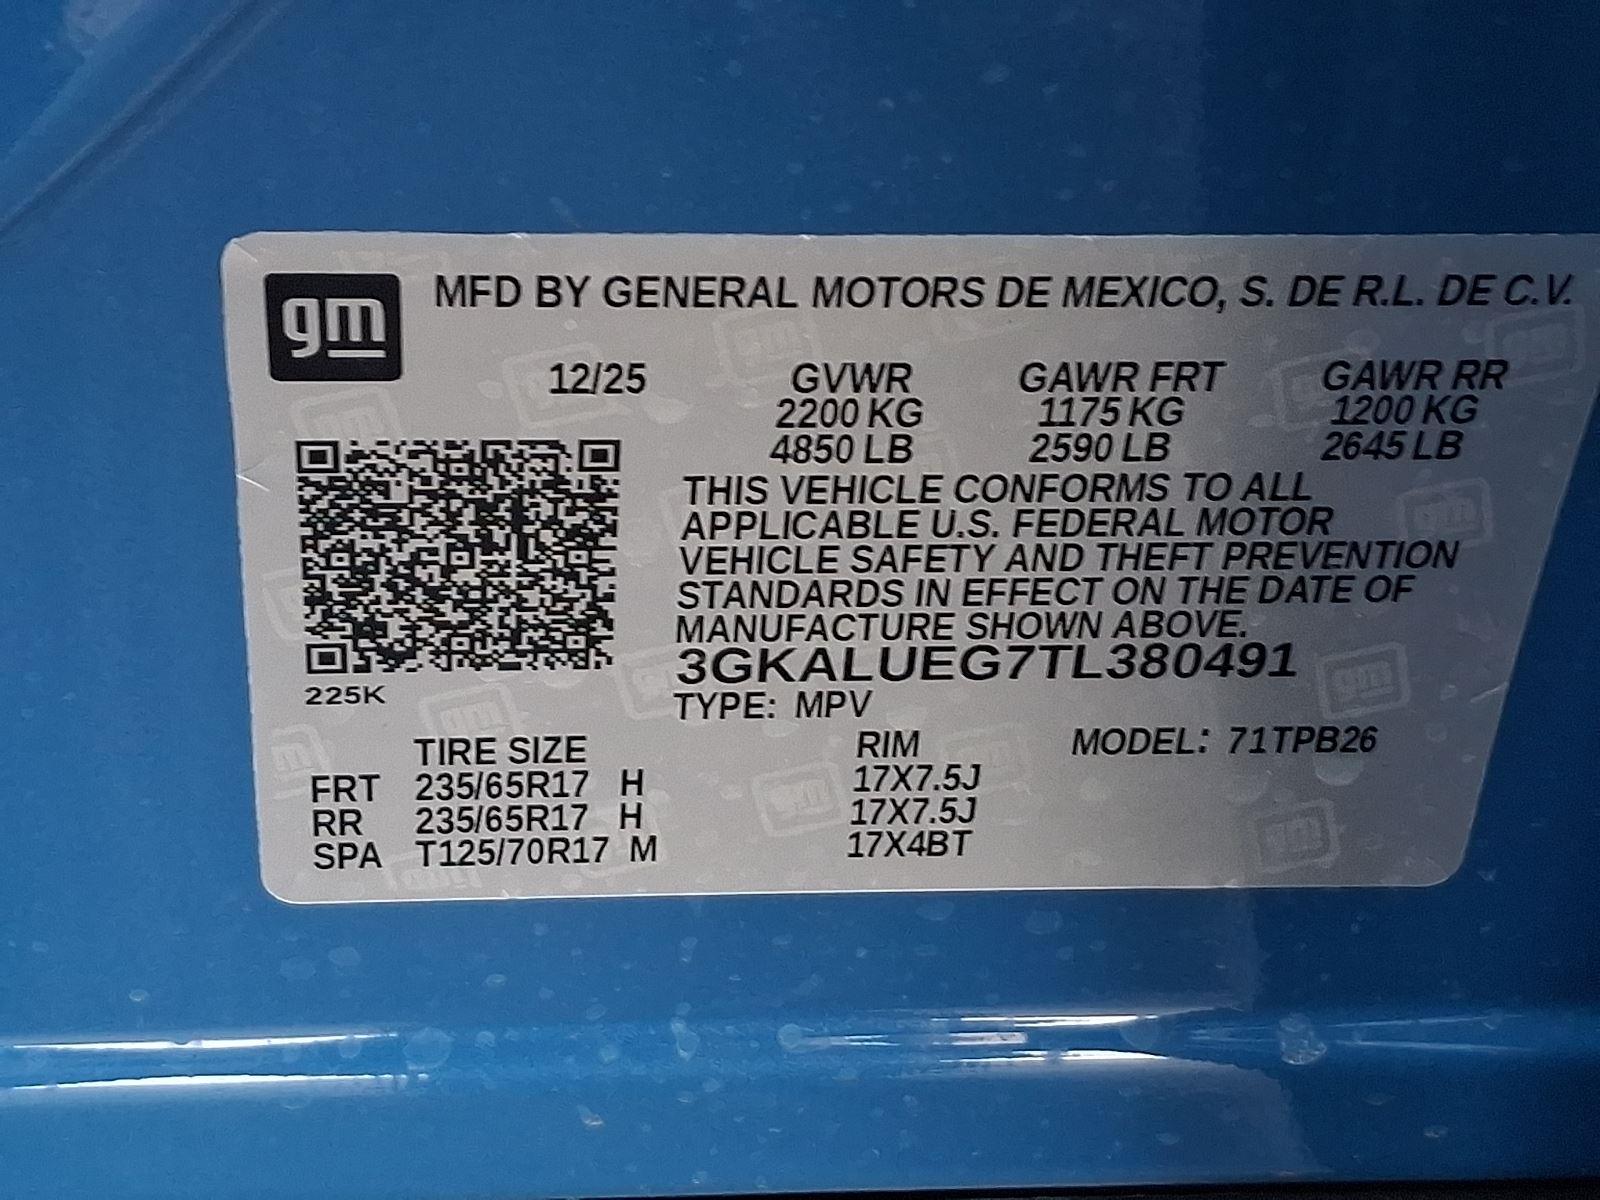 gm
MFD BY GENERAL MOTORS DE MEXICO, S. DE R.L. DE C.V.
12/25 GVWR GAWR FRT GAWR RR
2200 KG 1175 KG 1200 KG
4850 LB 2590 LB 2645 LB
THIS VEHICLE CONFORMS TO ALL
APPLICABLE U.S. FEDERAL MOTOR
VEHICLE SAFETY AND THEFT PREVENTION
STANDARDS IN EFFECT ON THE DATE OF
MANUFACTURE SHOWN ABOVE.
3GKALUEG7TL380491
225K
TYPE: MPV
TIRE SIZE RIM MODEL: 71TPB26
FRT 235/65R17 H 17X7.5J
RR 235/65R17 H 17X7.5J
SPA T125/70R17 M 17X4BT